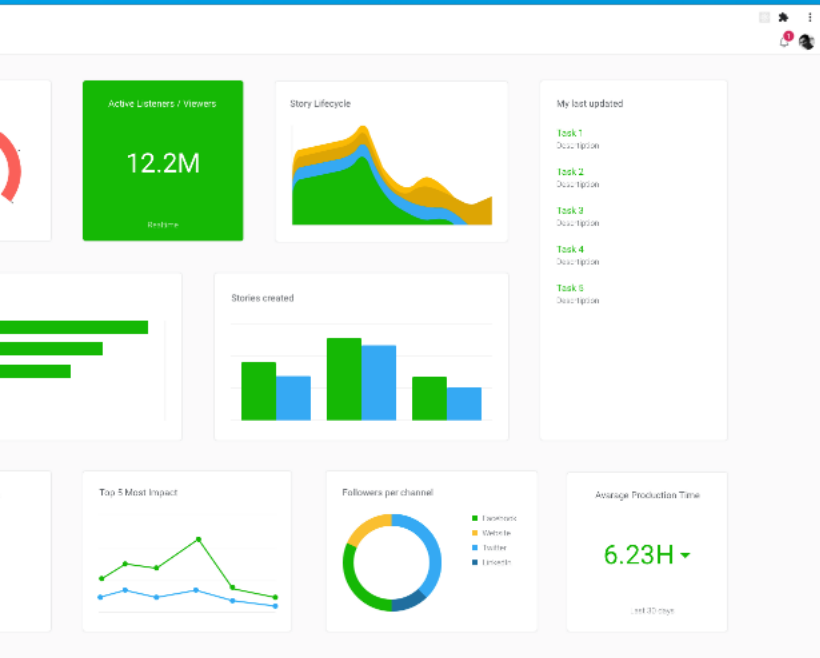 1
Active Listeners / Viewers
12.2M
Realtime
Story Lifecycle
My last updated
Task 1
Description
Task 2
Description
Task 3
Description
Task 4
Description
Task 5
Description
Stories created
Top 5 Most Impact
Followers per channel
Facebook
Website
Twitter
LinkedIn
Avarage Production Time
6.23H
Last 30 days